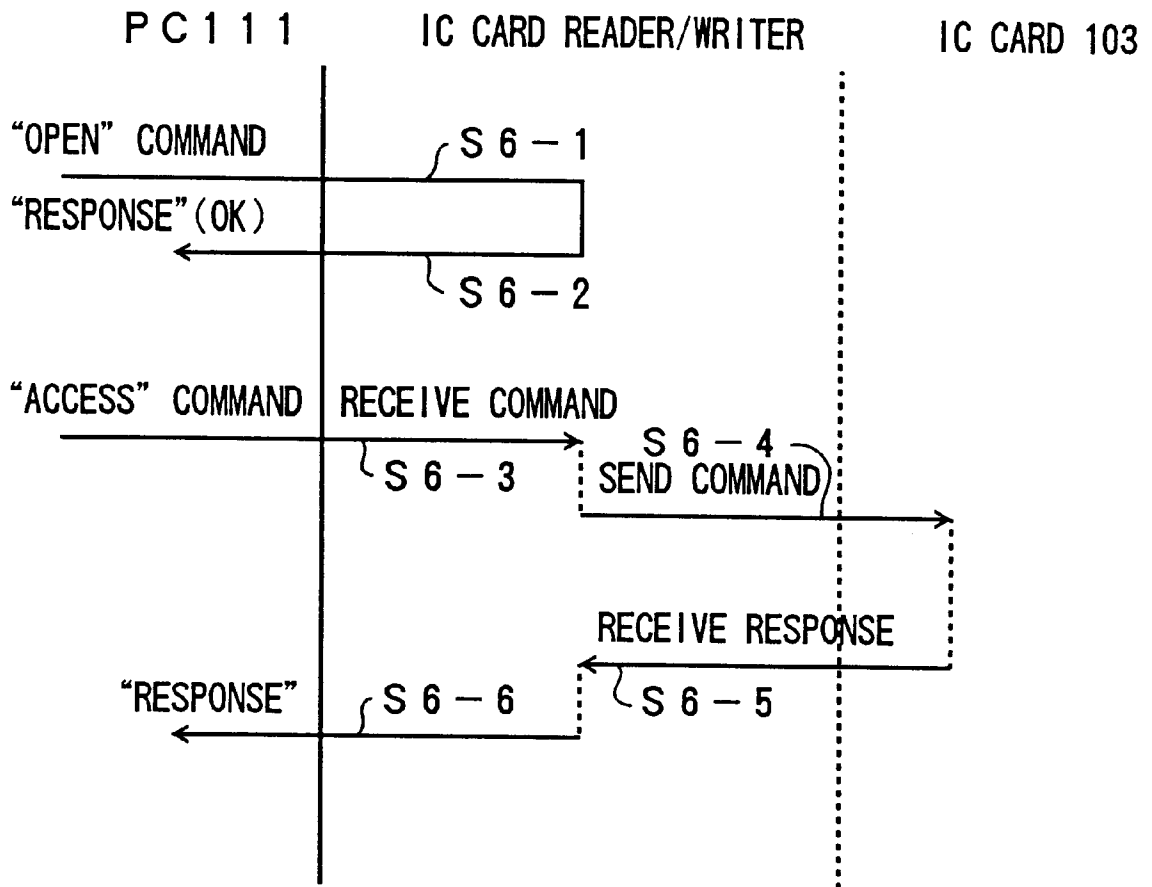 PC111 IC CARD READER/WRITER IC CARD 103
“OPEN” COMMAND
S6-1
“RESPONSE”(OK)
S6-2
“ACCESS” COMMAND RECEIVE COMMAND
S6-3
S6-4
SEND COMMAND
RECEIVE RESPONSE
S6-5
“RESPONSE”
S6-6